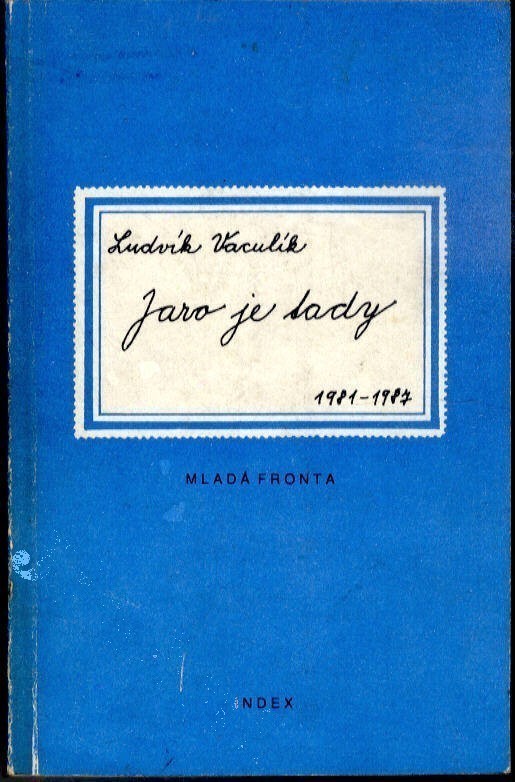 Ludvík Vaculík
Jaro je tady
1981-1987
MLADÁ FRONTA
INDEX